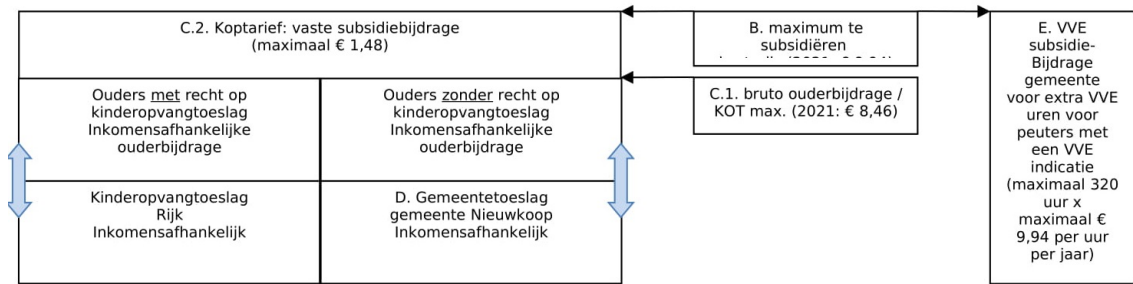 C.2. Koptarief: vaste subsidiebijdrage
(maximaal € 1,48)
B. maximum te
subsidiëren
E. VVE
subsidie-
Bijdrage
gemeente
voor extra VVE
uren voor
peuters met
een VVE
indicatie
(maximaal 320
uur x
maximaal €
9,94 per uur
per jaar)
Ouders met recht op
kinderopvangtoeslag
Inkomensafhankelijke
ouderbijdrage
Ouders zonder recht op
kinderopvangtoeslag
Inkomensafhankelijke
ouderbijdrage
C.1. bruto ouderbijdrage /
KOT max. (2021: € 8,46)
Kinderopvangtoeslag
Rijk
Inkomensafhankelijk
D. Gemeentetoeslag
gemeente Nieuwkoop
Inkomensafhankelijk